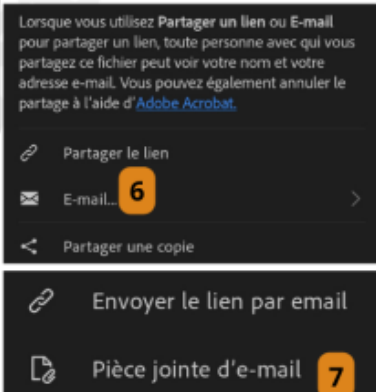 Lorsque vous utilisez Partager un lien ou E-mail
pour partager un lien, toute personne avec qui vous
partagez ce fichier peut voir votre nom et votre
adresse e-mail. Vous pouvez également annuler le
partage à l'aide d'Adobe Acrobat.
Partager le lien
E-mail... 6
Partager une copie
Envoyer le lien par email
Pièce jointe d'e-mail 7